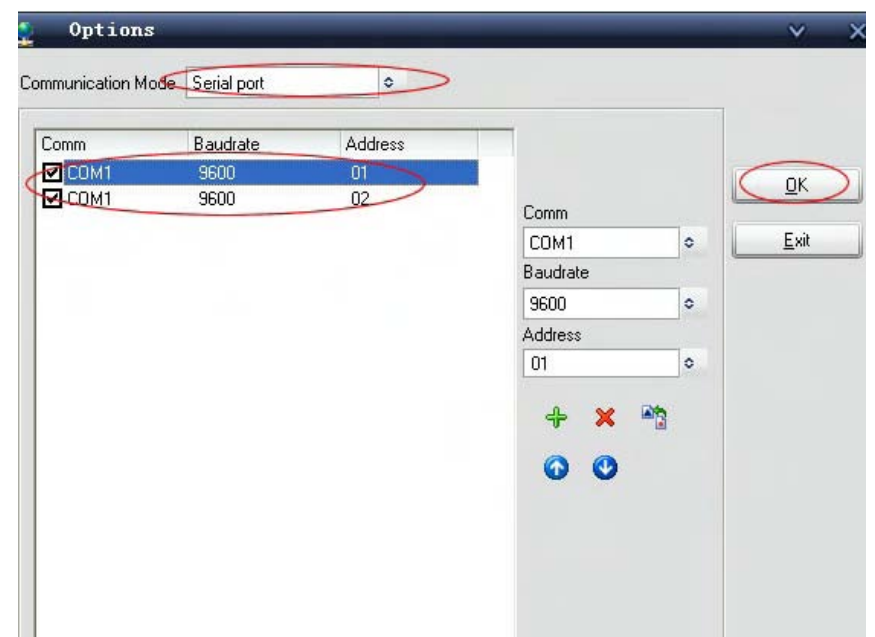 Options
Communication Mode Serial port
Comm Baudrate Address
COM1 9600 01
COM1 9600 02
Comm
COM1
Baudrate
9600
Address
01
OK
Exit